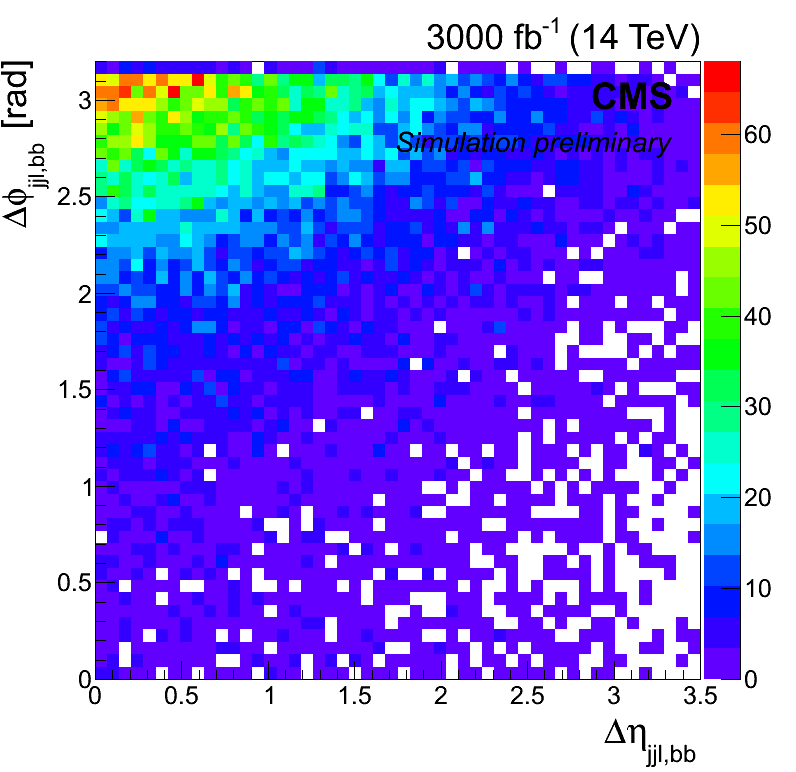 3000 fb-1 (14 TeV)
CMS
Simulation preliminary
Δφjjl,bb [rad]
3
2.5
2
1.5
1
0.5
0
0 0.5 1 1.5 2 2.5 3 3.5
Δηjjl,bb
60
50
40
30
20
10
0